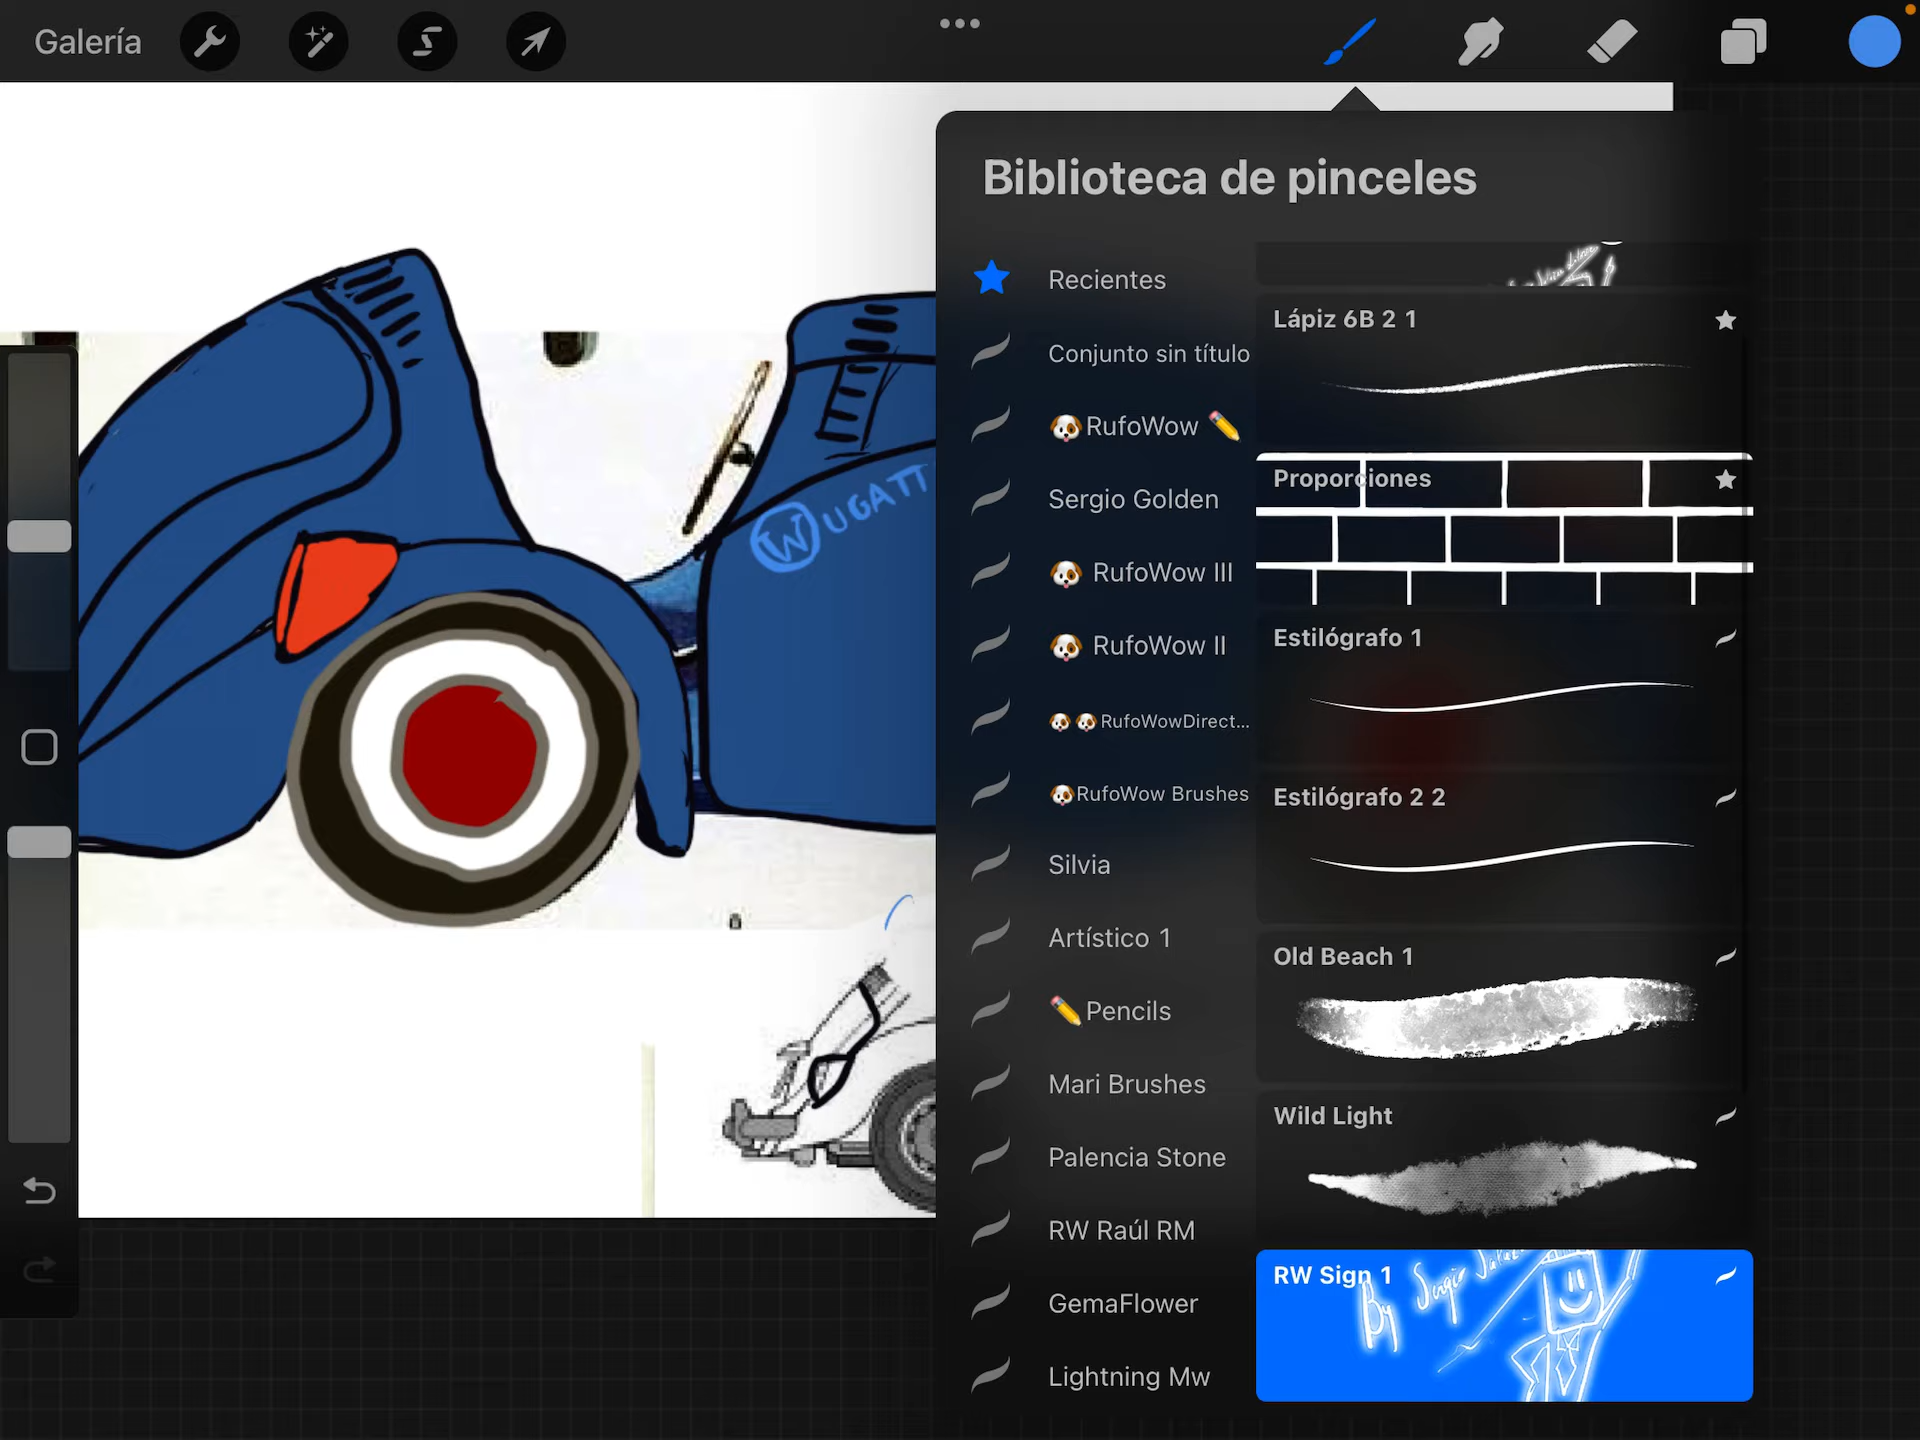 Galería
Biblioteca de pinceles
Recientes
Conjunto sin título
RufoWow
Sergio Golden
RufoWow III
RufoWow II
RufoWowDirect...
RufoWow Brushes
Silvia
Artístico 1
Pencils
Mari Brushes
Palencia Stone
RW Raúl RM
GemaFlower
Lightning Mw
Lápiz 6B 2 1
Proporciones
Estilógrafo 1
Estilógrafo 2 2
Old Beach 1
Wild Light
RW Sign 1
By
WUGATT